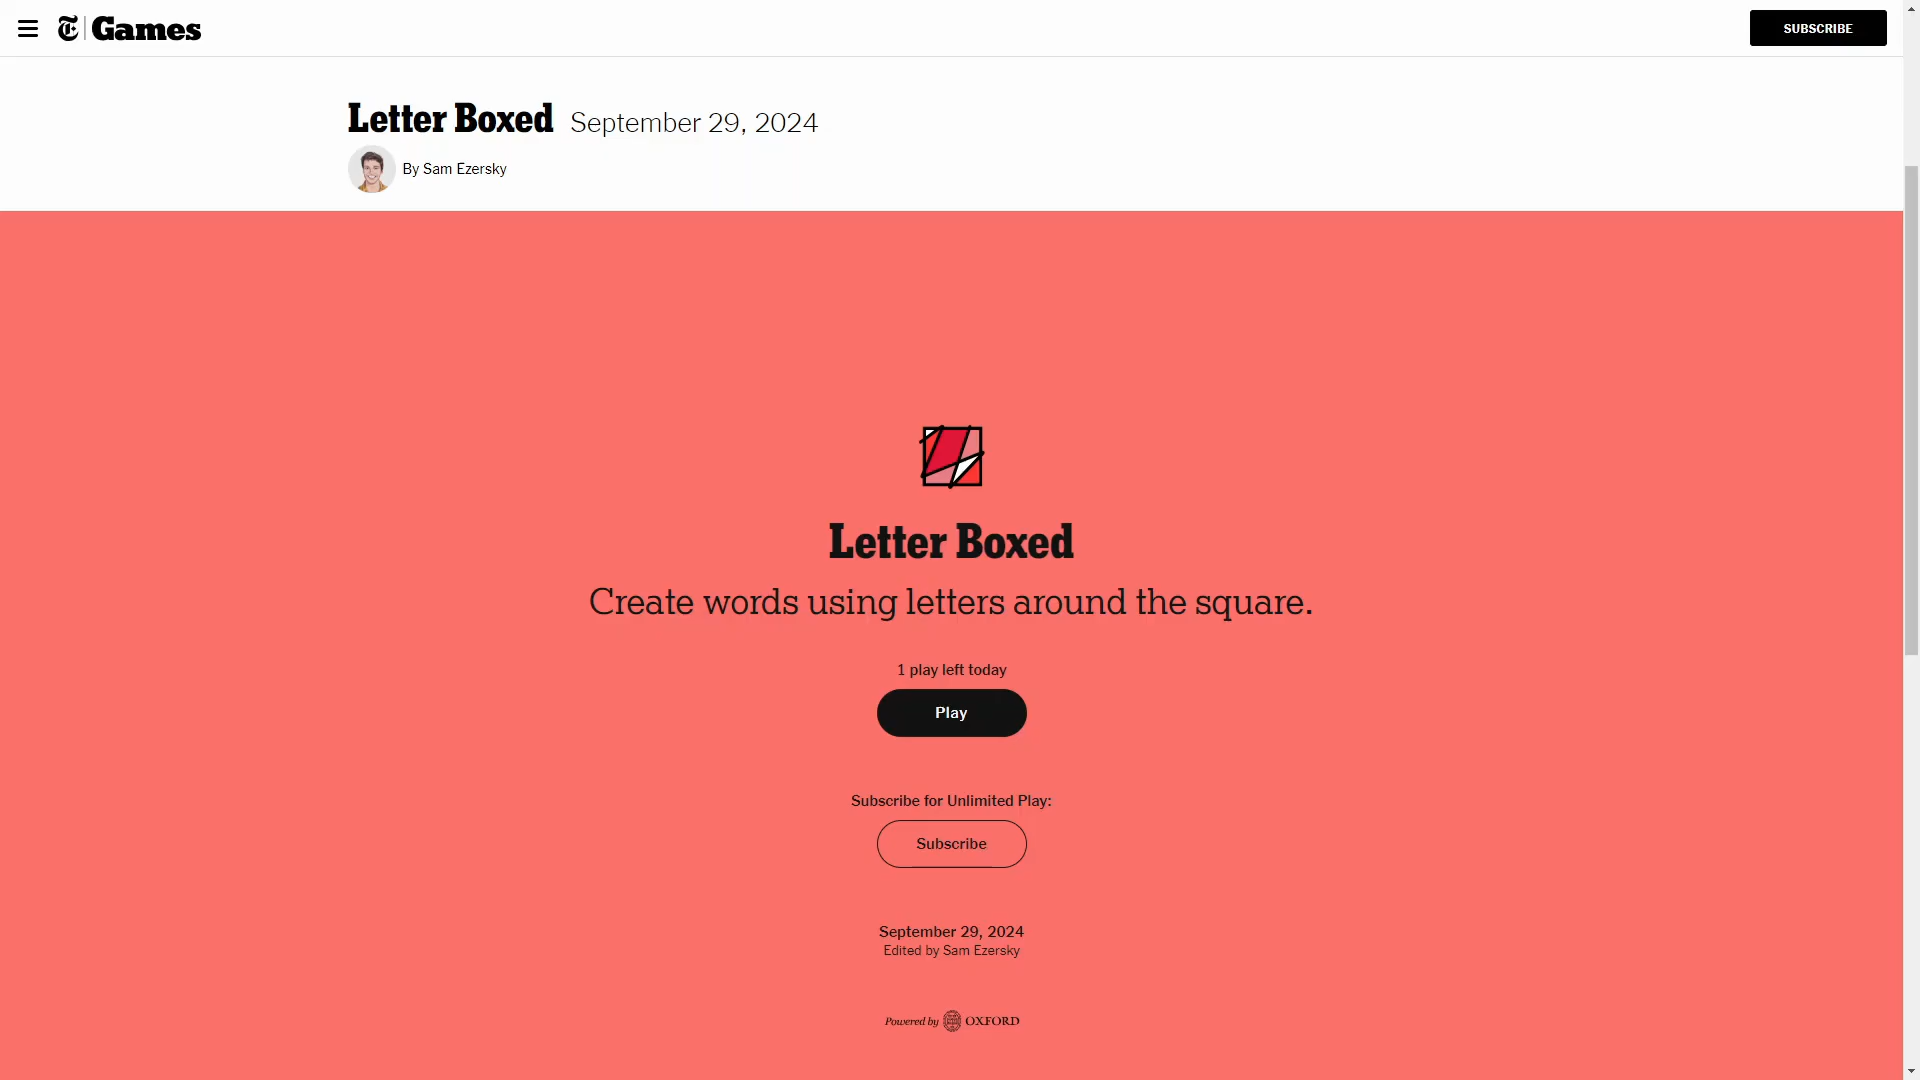 T Games
SUBSCRIBE
Letter Boxed September 29, 2024
By Sam Ezersky
Letter Boxed
Create words using letters around the square.
1 play left today
Play
Subscribe for Unlimited Play:
Subscribe
September 29, 2024
Edited by Sam Ezersky
Powered by OXFORD